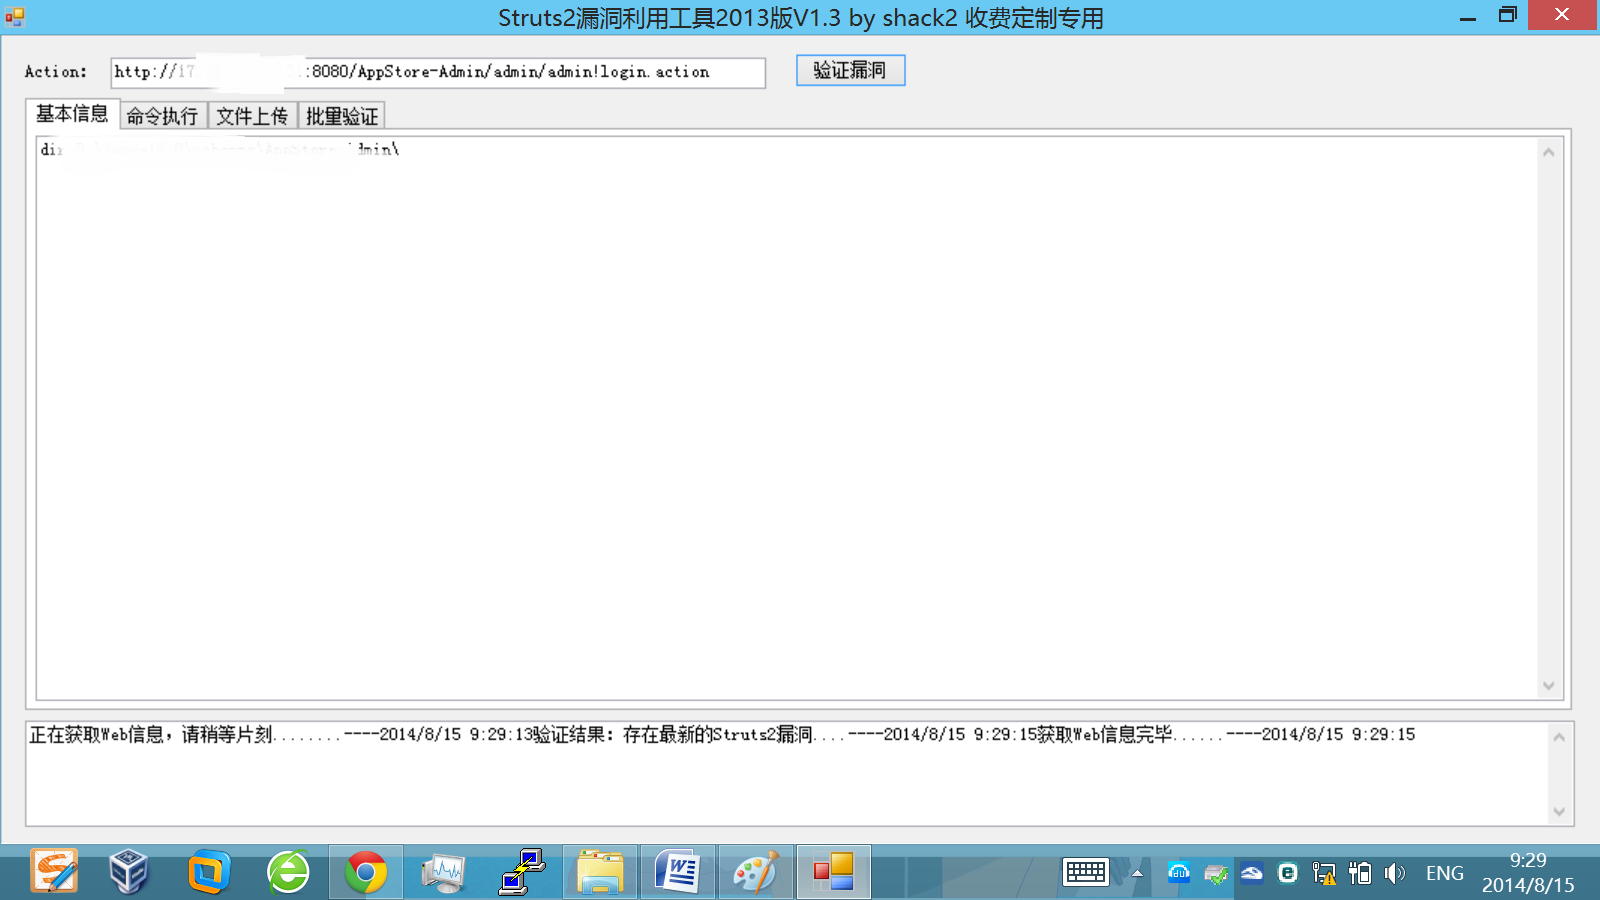 Struts2漏洞利用工具2013版V1.3 by shack2 收费定制专用
Action: http://17 :8080/AppStore-Admin/admin/admin!login.action 验证漏洞
基本信息 命令执行 文件上传 批量验证
dir dmin\
正在获取Web信息，请稍等片刻........----2014/8/15 9:29:13验证结果：存在最新的Struts2漏洞....----2014/8/15 9:29:15获取Web信息完毕......----2014/8/15 9:29:15
ENG
9:29
2014/8/15